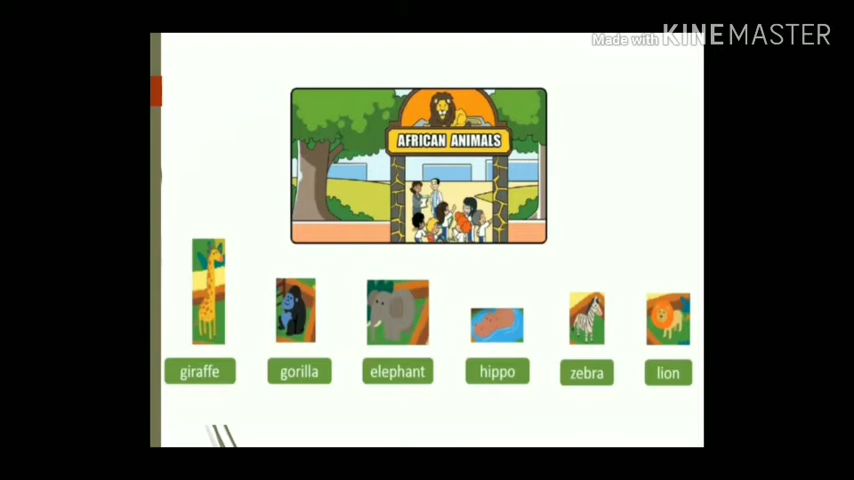 Made with KINEMASTER
AFRICAN ANIMALS
giraffe
gorilla
elephant
hippo
zebra
lion